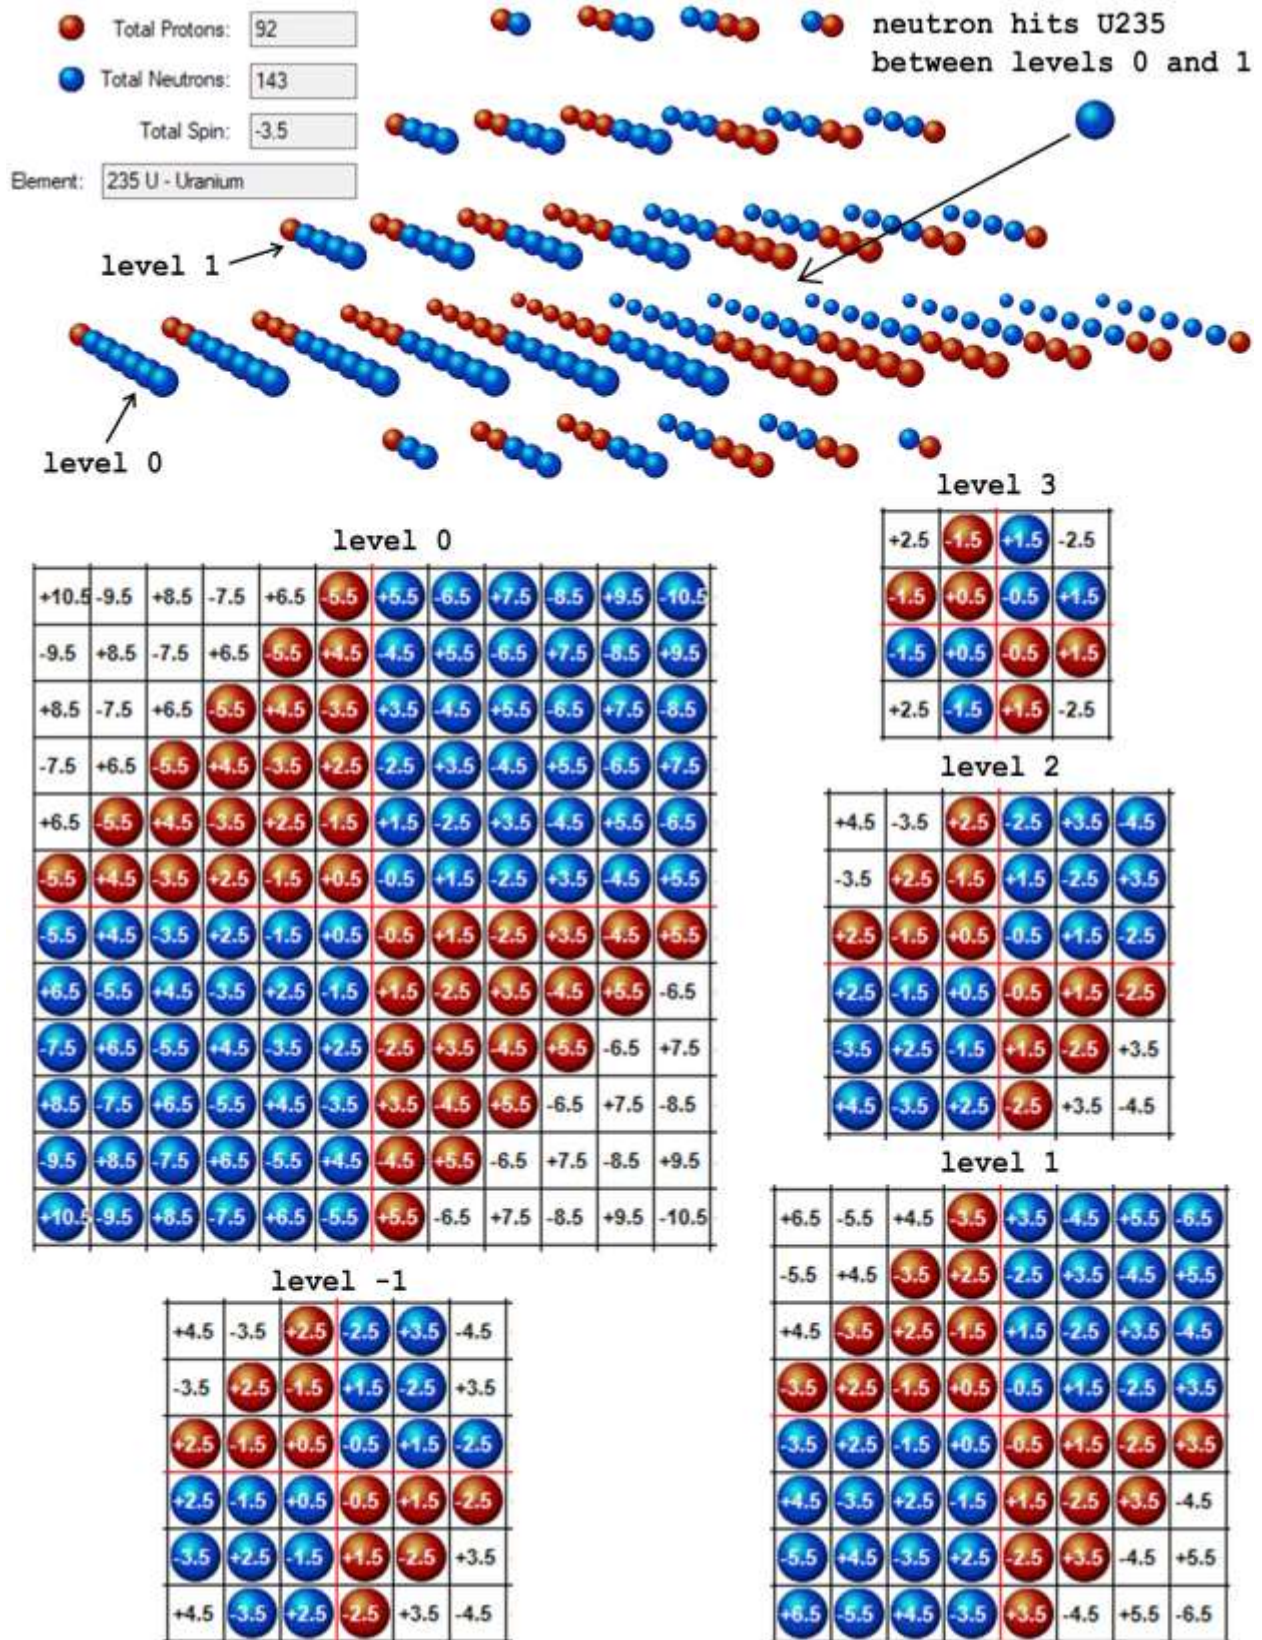 Total Protons: 92
neutron hits U235
between levels 0 and 1
Total Neutrons: 143
Total Spin: -3.5
Element: 235 U - Uranium
level 1
level 0
level 3
+2.5 -1.5 +1.5 -2.5
-1.5 +0.5 -0.5 +1.5
-1.5 +0.5 -0.5 +1.5
+2.5 -1.5 +1.5 -2.5
level 0
+10.5 -9.5 +8.5 -7.5 +6.5 -5.5 +5.5 -6.5 +7.5 -8.5 +9.5 -10.5
-9.5 +8.5 -7.5 +6.5 -5.5 +4.5 -4.5 +5.5 -6.5 +7.5 -8.5 +9.5
+8.5 -7.5 +6.5 -5.5 +4.5 -3.5 +3.5 -4.5 +5.5 -6.5 +7.5 -8.5
-7.5 +6.5 -5.5 +4.5 -3.5 +2.5 -2.5 +3.5 -4.5 +5.5 -6.5 +7.5
+6.5 -5.5 +4.5 -3.5 +2.5 -1.5 +1.5 -2.5 +3.5 -4.5 +5.5 -6.5
-5.5 +4.5 -3.5 +2.5 -1.5 +0.5 -0.5 +1.5 -2.5 +3.5 -4.5 +5.5
-5.5 +4.5 -3.5 +2.5 -1.5 +0.5 -0.5 +1.5 -2.5 +3.5 -4.5 +5.5
+6.5 -5.5 +4.5 -3.5 +2.5 -1.5 +1.5 -2.5 +3.5 -4.5 +5.5 -6.5
-7.5 +6.5 -5.5 +4.5 -3.5 +2.5 -2.5 +3.5 -4.5 +5.5 -6.5 +7.5
+8.5 -7.5 +6.5 -5.5 +4.5 -3.5 +3.5 -4.5 +5.5 -6.5 +7.5 -8.5
-9.5 +8.5 -7.5 +6.5 -5.5 +4.5 -4.5 +5.5 -6.5 +7.5 -8.5 +9.5
+10.5 -9.5 +8.5 -7.5 +6.5 -5.5 +5.5 -6.5 +7.5 -8.5 +9.5 -10.5
level 2
+4.5 -3.5 +2.5 -2.5 +3.5 -4.5
-3.5 +2.5 -1.5 +1.5 -2.5 +3.5
+2.5 -1.5 +0.5 -0.5 +1.5 -2.5
+2.5 -1.5 +0.5 -0.5 +1.5 -2.5
-3.5 +2.5 -1.5 +1.5 -2.5 +3.5
+4.5 -3.5 +2.5 -2.5 +3.5 -4.5
level -1
+4.5 -3.5 +2.5 -2.5 +3.5 -4.5
-3.5 +2.5 -1.5 +1.5 -2.5 +3.5
+2.5 -1.5 +0.5 -0.5 +1.5 -2.5
+2.5 -1.5 +0.5 -0.5 +1.5 -2.5
-3.5 +2.5 -1.5 +1.5 -2.5 +3.5
+4.5 -3.5 +2.5 -2.5 +3.5 -4.5
level 1
+6.5 -5.5 +4.5 -3.5 +3.5 -4.5 +5.5 -6.5
-5.5 +4.5 -3.5 +2.5 -2.5 +3.5 -4.5 +5.5
+4.5 -3.5 +2.5 -1.5 +1.5 -2.5 +3.5 -4.5
-3.5 +2.5 -1.5 +0.5 -0.5 +1.5 -2.5 +3.5
-3.5 +2.5 -1.5 +0.5 -0.5 +1.5 -2.5 +3.5
+4.5 -3.5 +2.5 -1.5 +1.5 -2.5 +3.5 -4.5
-5.5 +4.5 -3.5 +2.5 -2.5 +3.5 -4.5 +5.5
+6.5 -5.5 +4.5 -3.5 +3.5 -4.5 +5.5 -6.5